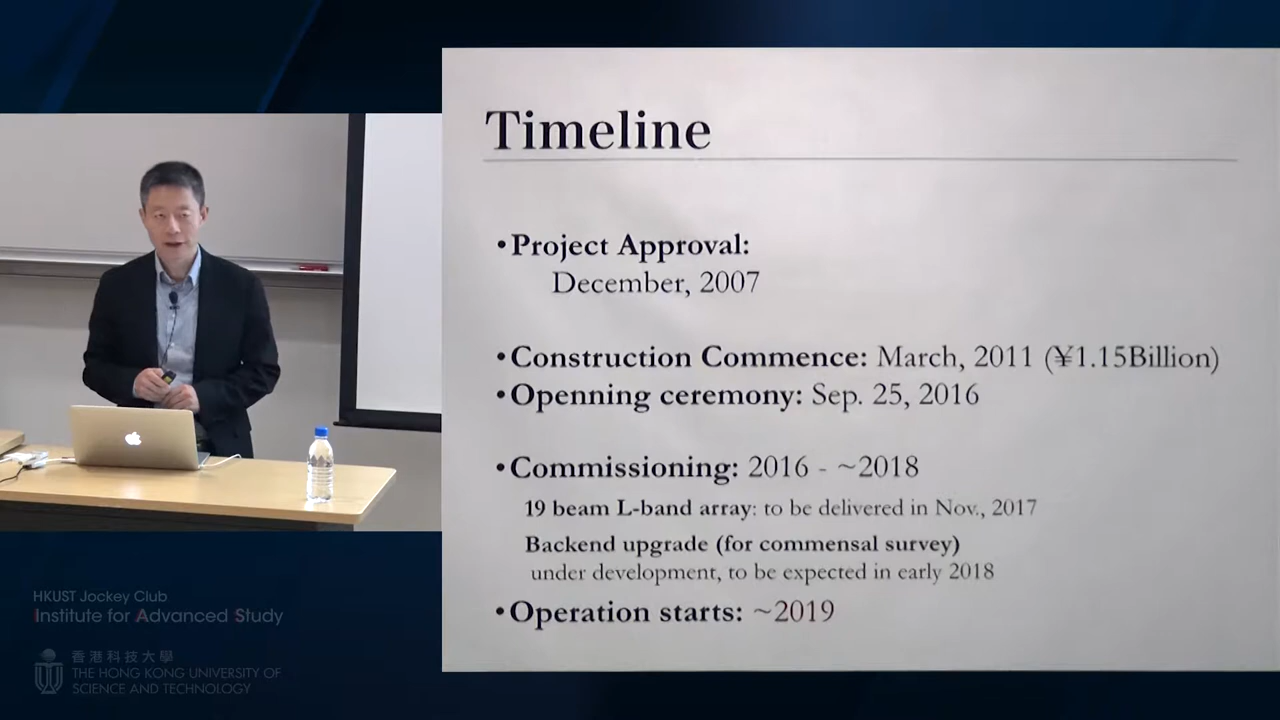 Timeline
•Project Approval:
December, 2007
•Construction Commence: March, 2011 (¥1.15Billion)
•Openning ceremony: Sep. 25, 2016
•Commissioning: 2016 - ~2018
19 beam L-band array: to be delivered in Nov., 2017
Backend upgrade (for commensal survey)
under development, to be expected in early 2018
•Operation starts: ~2019
HKUST Jockey Club
Institute for Advanced Study
香港科技大學
THE HONG KONG UNIVERSITY OF
SCIENCE AND TECHNOLOGY